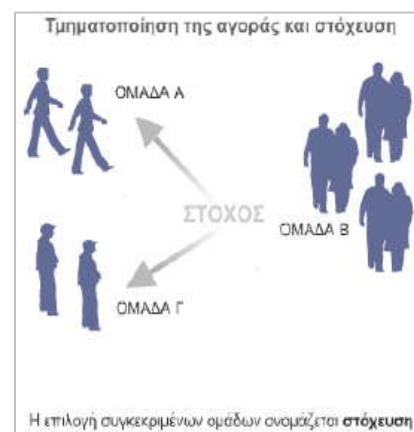 Τμηματοποίηση της αγοράς και στόχευση
ΟΜΑΔΑ Α
ΣΤΟΧΟΣ
ΟΜΑΔΑ Β
ΟΜΑΔΑ Γ
Η επιλογή συγκεκριμένων ομάδων ονομάζεται στόχευση